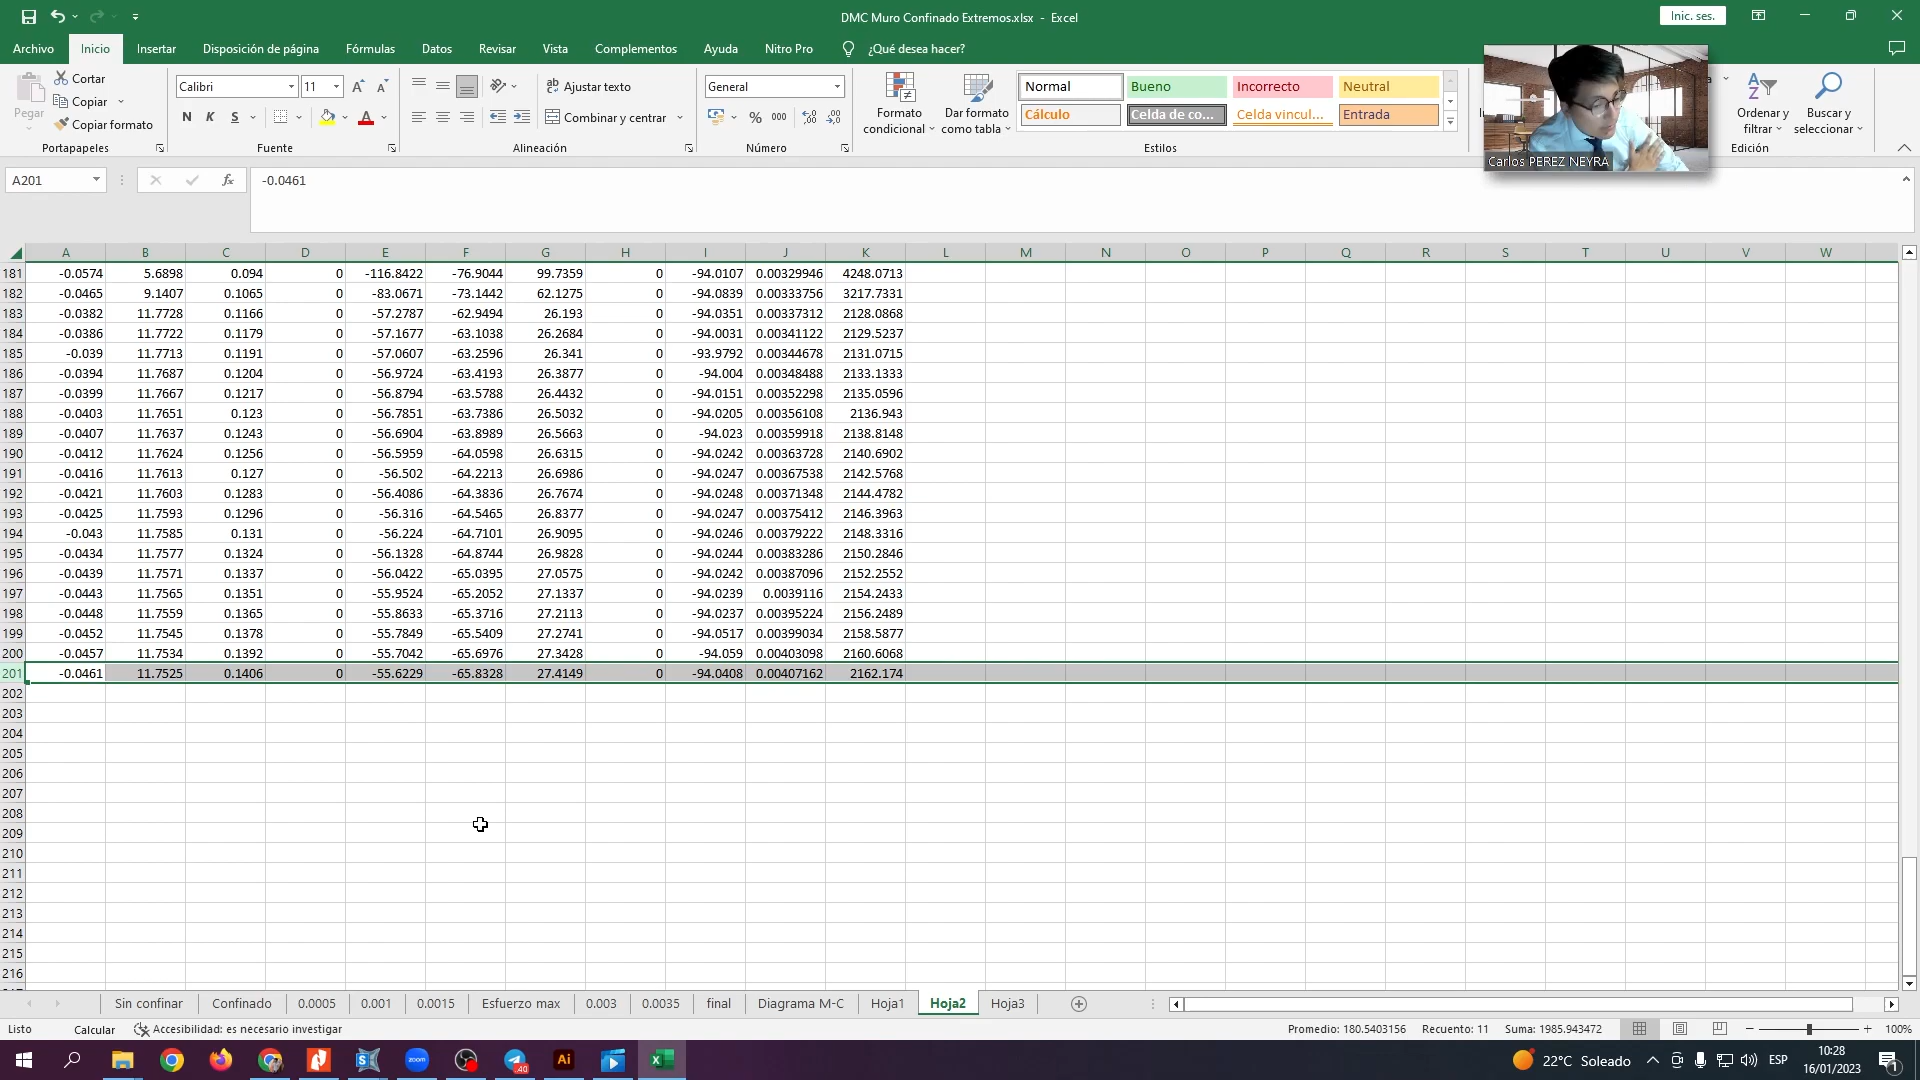 DMC Muro Confinado Extremos.xlsx - Excel
Inic. ses.
Archivo Inicio Insertar Disposición de página Fórmulas Datos Revisar Vista Complementos Ayuda Nitro Pro ¿Qué desea hacer?
Pegar
Cortar
Copiar
Copiar formato
Portapapeles
Calibri 11
N K S
Fuente
Ajustar texto
Combinar y centrar
Alineación
General
% 000
Número
Formato condicional
Dar formato como tabla
Normal Bueno Incorrecto Neutral
Cálculo Celda de co... Celda vincul... Entrada
Estilos
Ordenar y filtrar
Buscar y seleccionar
Edición
Carlos PEREZ NEYRA
A201 fx -0.0461
A B C D E F G H I J K L M N O P Q R S T U V W
181 -0.0574 5.6898 0.094 0 -116.8422 -76.9044 99.7359 0 -94.0107 0.00329946 4248.0713
182 -0.0465 9.1407 0.1065 0 -83.0671 -73.1442 62.1275 0 -94.0839 0.00333756 3217.7331
183 -0.0382 11.7728 0.1166 0 -57.2787 -62.9494 26.193 0 -94.0351 0.00337312 2128.0868
184 -0.0386 11.7722 0.1179 0 -57.1677 -63.1038 26.2684 0 -94.0031 0.00341122 2129.5237
185 -0.039 11.7713 0.1191 0 -57.0607 -63.2596 26.341 0 -93.9792 0.00344678 2131.0715
186 -0.0394 11.7687 0.1204 0 -56.9724 -63.4193 26.3877 0 -94.004 0.00348488 2133.1333
187 -0.0399 11.7667 0.1217 0 -56.8794 -63.5788 26.4432 0 -94.0151 0.00352298 2135.0596
188 -0.0403 11.7651 0.123 0 -56.7851 -63.7386 26.5032 0 -94.0205 0.00356108 2136.943
189 -0.0407 11.7637 0.1243 0 -56.6904 -63.8989 26.5663 0 -94.023 0.00359918 2138.8148
190 -0.0412 11.7624 0.1256 0 -56.5959 -64.0598 26.6315 0 -94.0242 0.00363728 2140.6902
191 -0.0416 11.7613 0.127 0 -56.502 -64.2213 26.6986 0 -94.0247 0.00367538 2142.5768
192 -0.0421 11.7603 0.1283 0 -56.4086 -64.3836 26.7674 0 -94.0248 0.00371348 2144.4782
193 -0.0425 11.7593 0.1296 0 -56.316 -64.5465 26.8377 0 -94.0247 0.00375412 2146.3963
194 -0.043 11.7585 0.131 0 -56.224 -64.7101 26.9095 0 -94.0246 0.00379222 2148.3316
195 -0.0434 11.7577 0.1324 0 -56.1328 -64.8744 26.9828 0 -94.0244 0.00383286 2150.2846
196 -0.0439 11.7571 0.1337 0 -56.0422 -65.0395 27.0575 0 -94.0242 0.00387096 2152.2552
197 -0.0443 11.7565 0.1351 0 -55.9524 -65.2052 27.1337 0 -94.0239 0.0039116 2154.2433
198 -0.0448 11.7559 0.1365 0 -55.8633 -65.3716 27.2113 0 -94.0237 0.00395224 2156.2489
199 -0.0452 11.7545 0.1378 0 -55.7849 -65.5409 27.2741 0 -94.0517 0.00399034 2158.5877
200 -0.0457 11.7534 0.1392 0 -55.7042 -65.6976 27.3428 0 -94.059 0.00403098 2160.6068
201 -0.0461 11.7525 0.1406 0 -55.6229 -65.8328 27.4149 0 -94.0408 0.00407162 2162.174
202
203
204
205
206
207
208
209
210
211
212
213
214
215
216
Sin confinar Confinado 0.0005 0.001 0.0015 Esfuerzo max 0.003 0.0035 final Diagrama M-C Hoja1 Hoja2 Hoja3
Listo Calcular Accesibilidad: es necesario investigar Promedio: 180.5403156 Recuento: 11 Suma: 1985.943472 100%
zoom 40 Ai 22°C Soleado ESP 10:28
16/01/2023 1